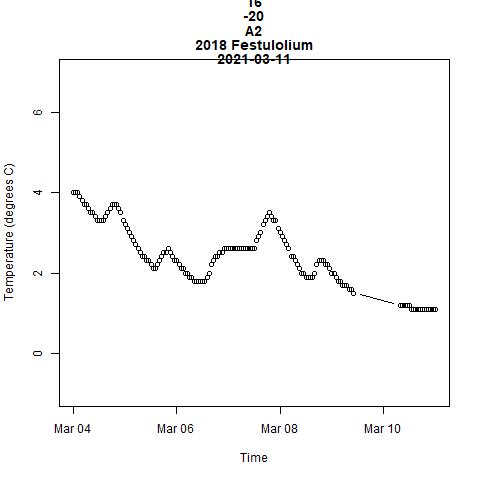 16
-20
A2
2018 Festulolium
2021-03-11
6
4
2
0
Temperature (degrees C)
Mar 04
Mar 06
Mar 08
Mar 10
Time